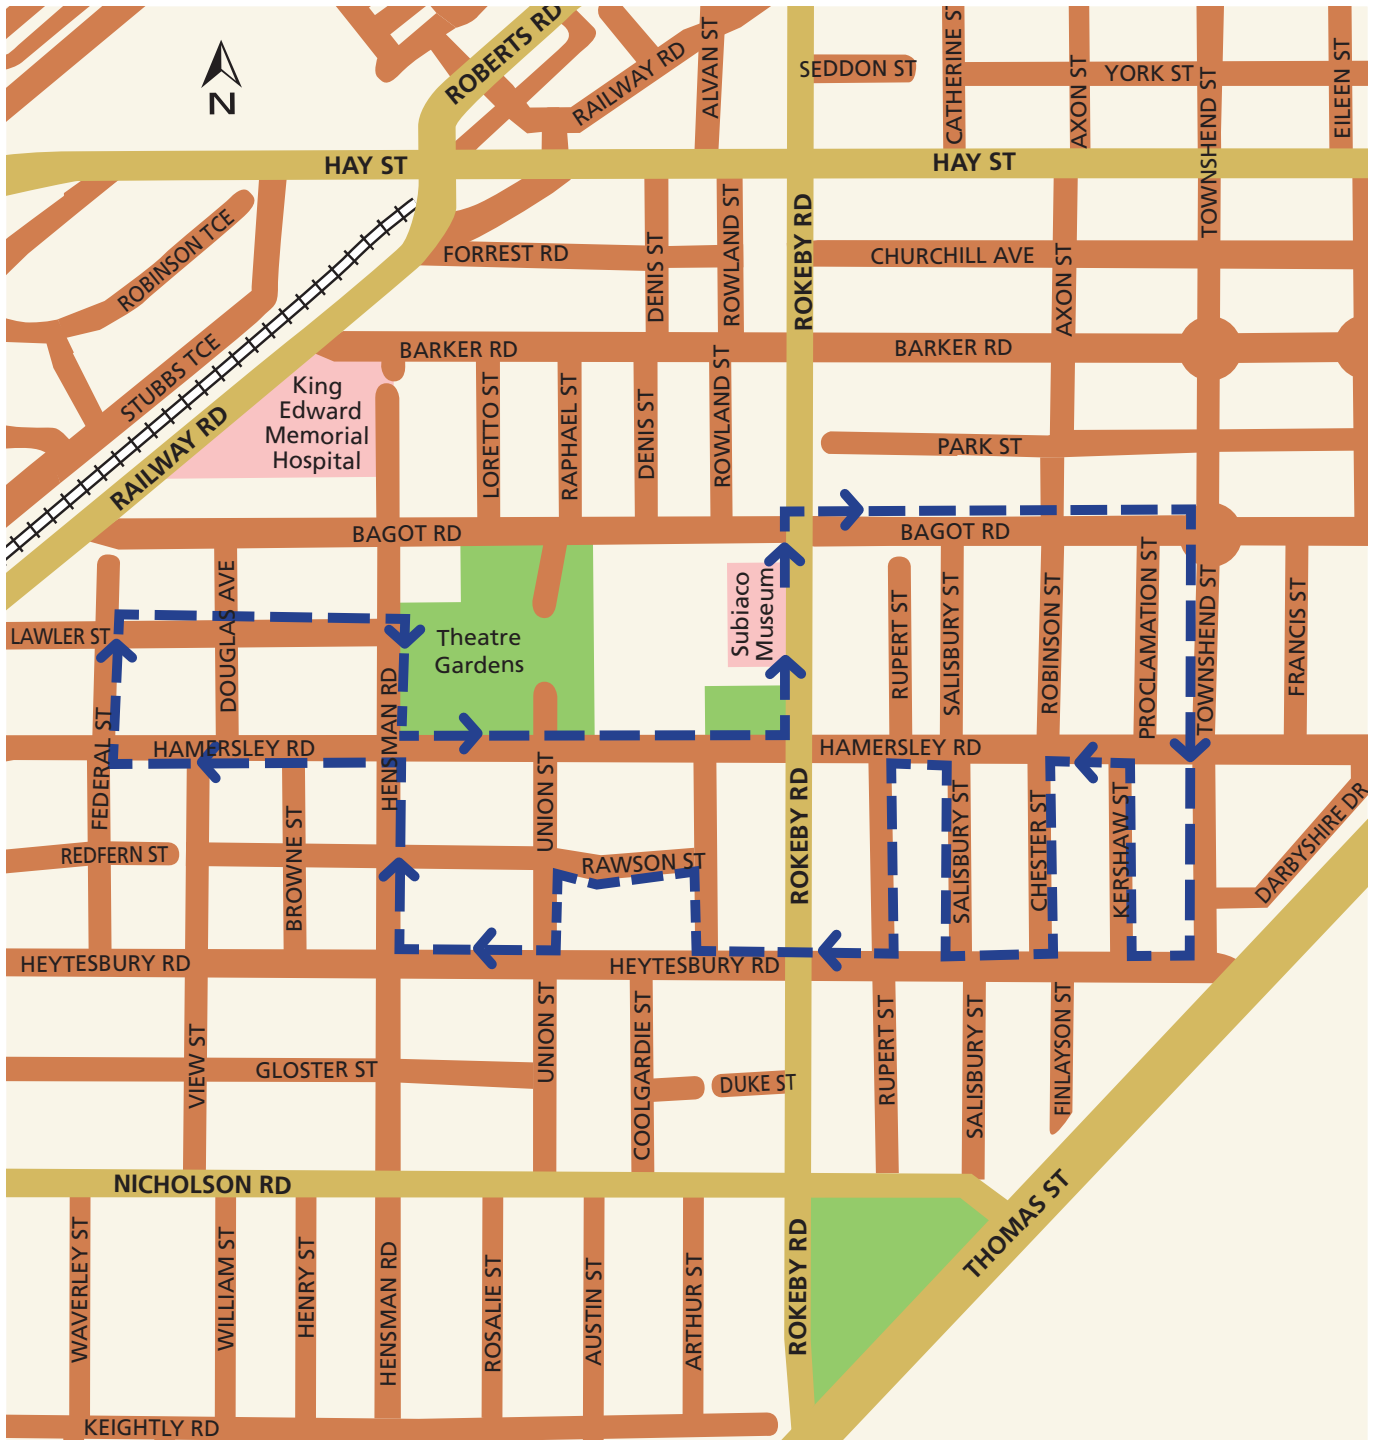 ROBERTS RD
RAILWAY RD
ALVAN ST
SEDDON ST
CATHERINE ST
AXON ST
YORK ST
TOWNSHEND ST
EILEEN ST
N
HAY ST
HAY ST
ROBINSON TCE
STUBBS TCE
RAILWAY RD
FORREST RD
DENIS ST
ROWLAND ST
ROKEBY RD
CHURCHILL AVE
AXON ST
BARKER RD
BARKER RD
King
Edward
Memorial
Hospital
LORETTO ST
RAPHAEL ST
DENIS ST
ROWLAND ST
PARK ST
BAGOT RD
BAGOT RD
LAWLER ST
DOUGLAS AVE
Theatre
Gardens
Subiaco
Museum
RUPERT ST
SALISBURY ST
ROBINSON ST
PROCLAMATION ST
TOWNSHEND ST
FRANCIS ST
FEDERAL ST
HAMERSLEY RD
HENSMAN RD
HAMERSLEY RD
UNION ST
ROKEBY RD
REDFERN ST
BROWNE ST
RAWSON ST
SALISBURY ST
CHESTER ST
KERSHAW ST
DARBYSHIRE DR
HEYTESBURY RD
HEYTESBURY RD
VIEW ST
GLOSTER ST
UNION ST
COOLGARDIE ST
DUKE ST
RUPERT ST
SALISBURY ST
FINLAYSON ST
NICHOLSON RD
THOMAS ST
WAVERLEY ST
WILLIAM ST
HENRY ST
HENSMAN RD
ROSALIE ST
AUSTIN ST
ARTHUR ST
ROKEBY RD
KEIGHTLY RD